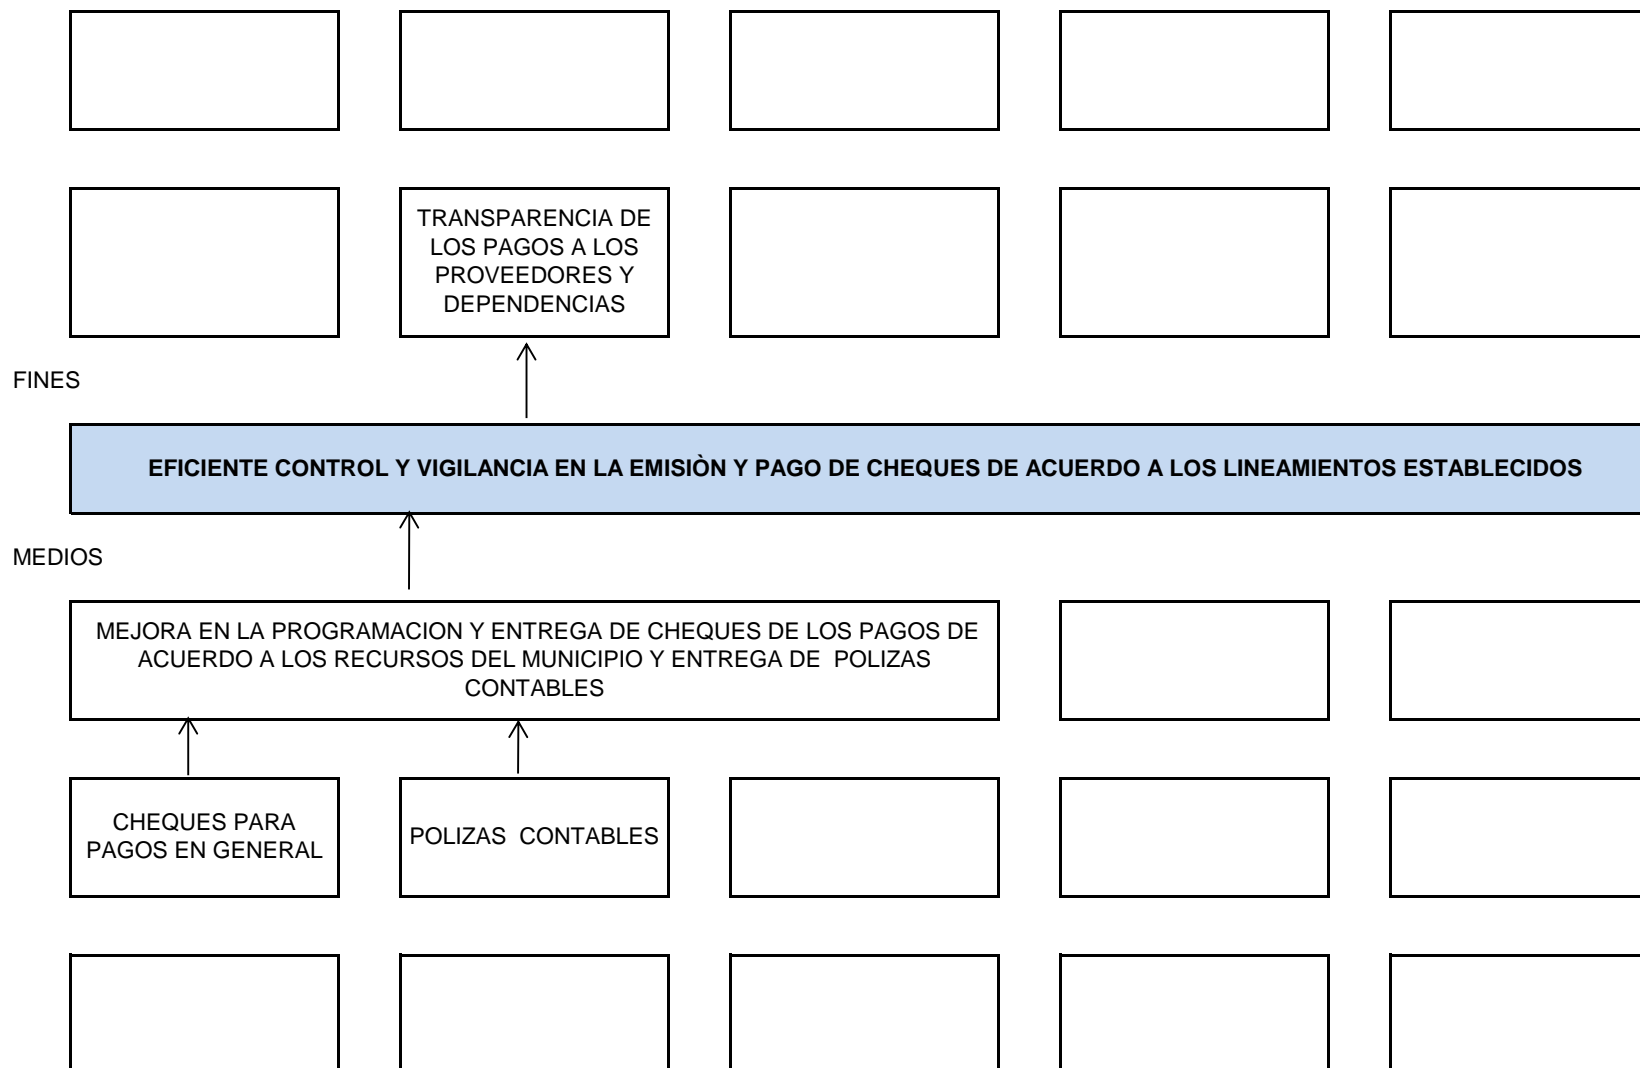 TRANSPARENCIA DE
LOS PAGOS A LOS
PROVEEDORES Y
DEPENDENCIAS
FINES
EFICIENTE CONTROL Y VIGILANCIA EN LA EMISIÒN Y PAGO DE CHEQUES DE ACUERDO A LOS LINEAMIENTOS ESTABLECIDOS
MEDIOS
MEJORA EN LA PROGRAMACION Y ENTREGA DE CHEQUES DE LOS PAGOS DE
ACUERDO A LOS RECURSOS DEL MUNICIPIO Y ENTREGA DE  POLIZAS
CONTABLES
CHEQUES PARA
PAGOS EN GENERAL
POLIZAS  CONTABLES